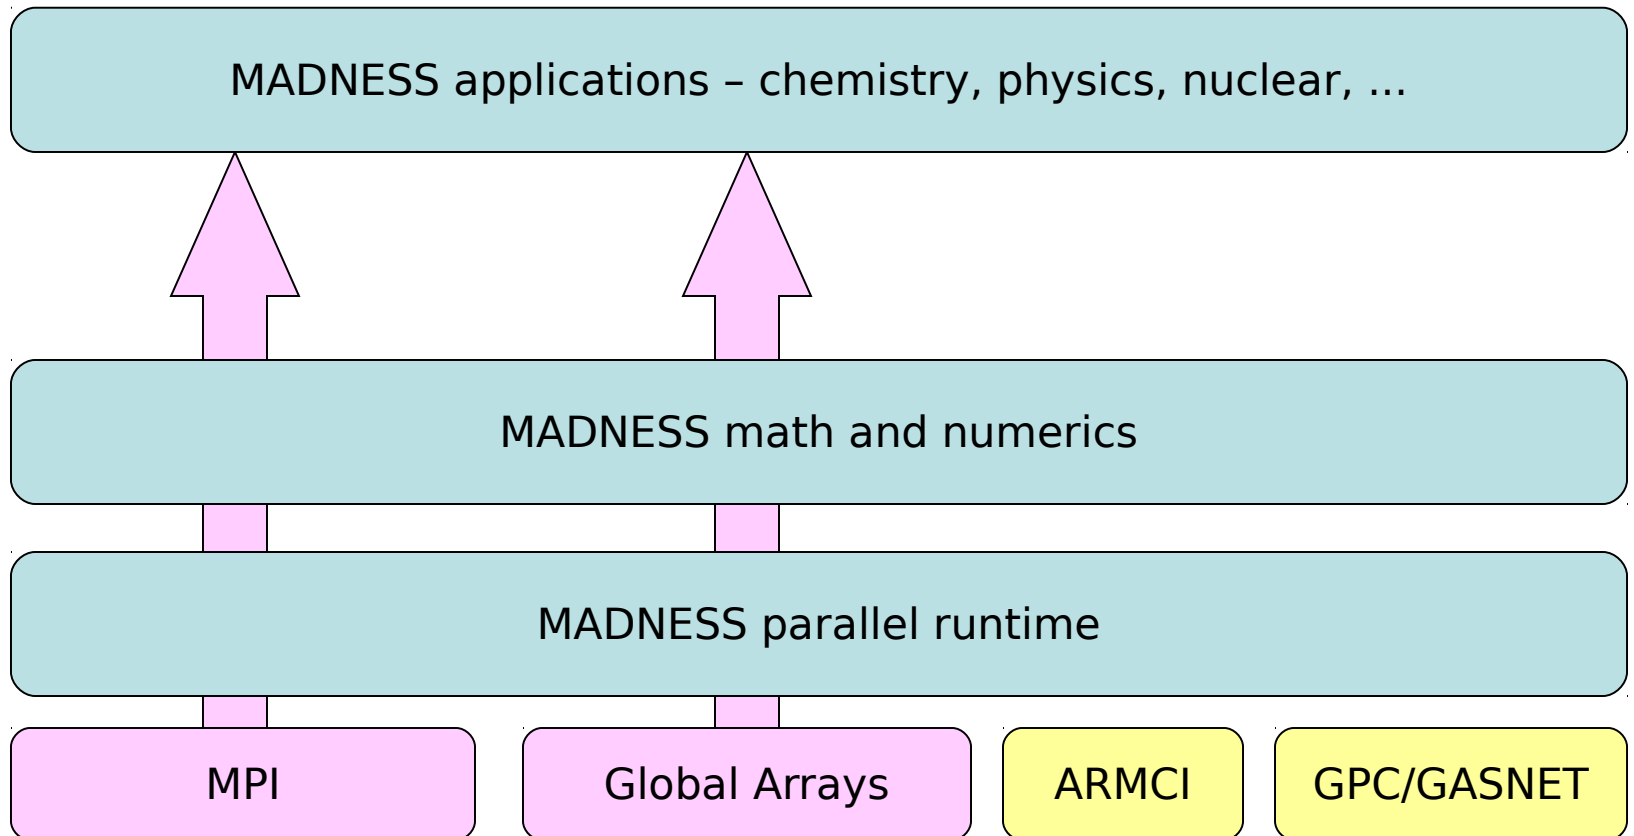 MADNESS applications – chemistry, physics, nuclear, ...
MADNESS math and numerics
MADNESS parallel runtime
MPI
Global Arrays
ARMCI
GPC/GASNET